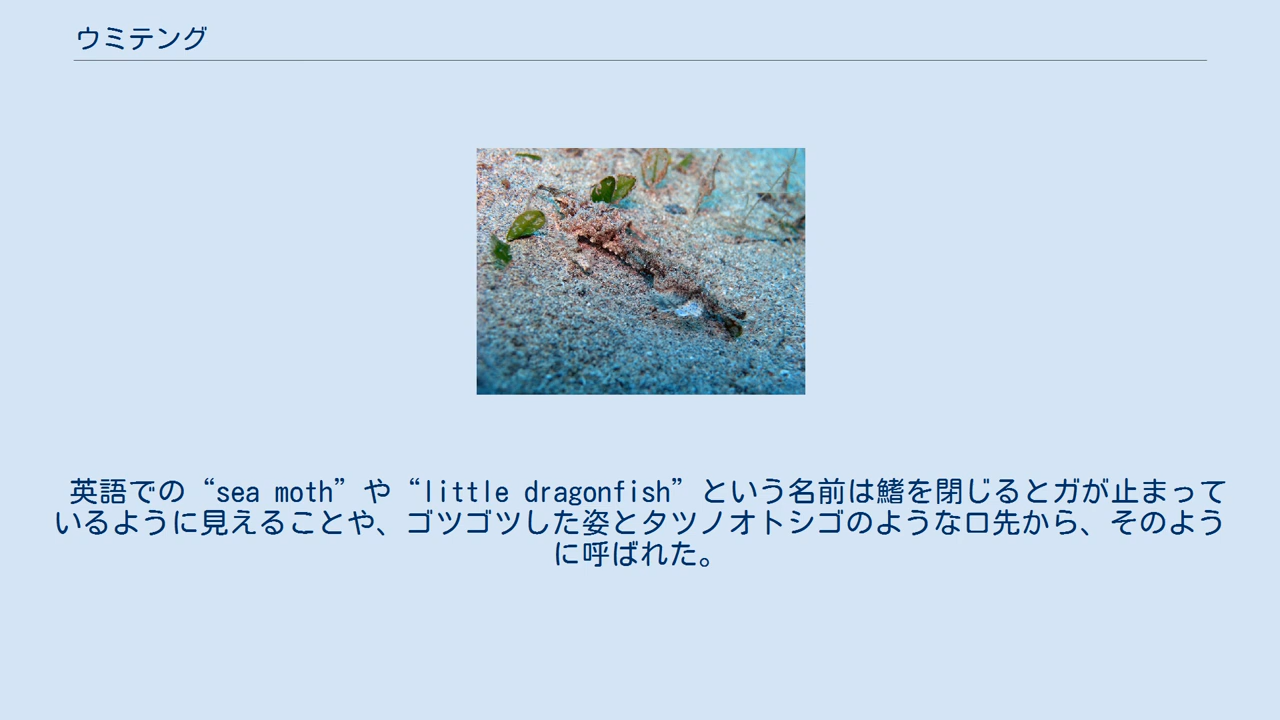 ウミテング
英語での“sea moth”や“little dragonfish”という名前は鰭を閉じるとガが止まって
いるように見えることや、ゴツゴツした姿とタツノオトシゴのような口先から、そのよう
に呼ばれた。